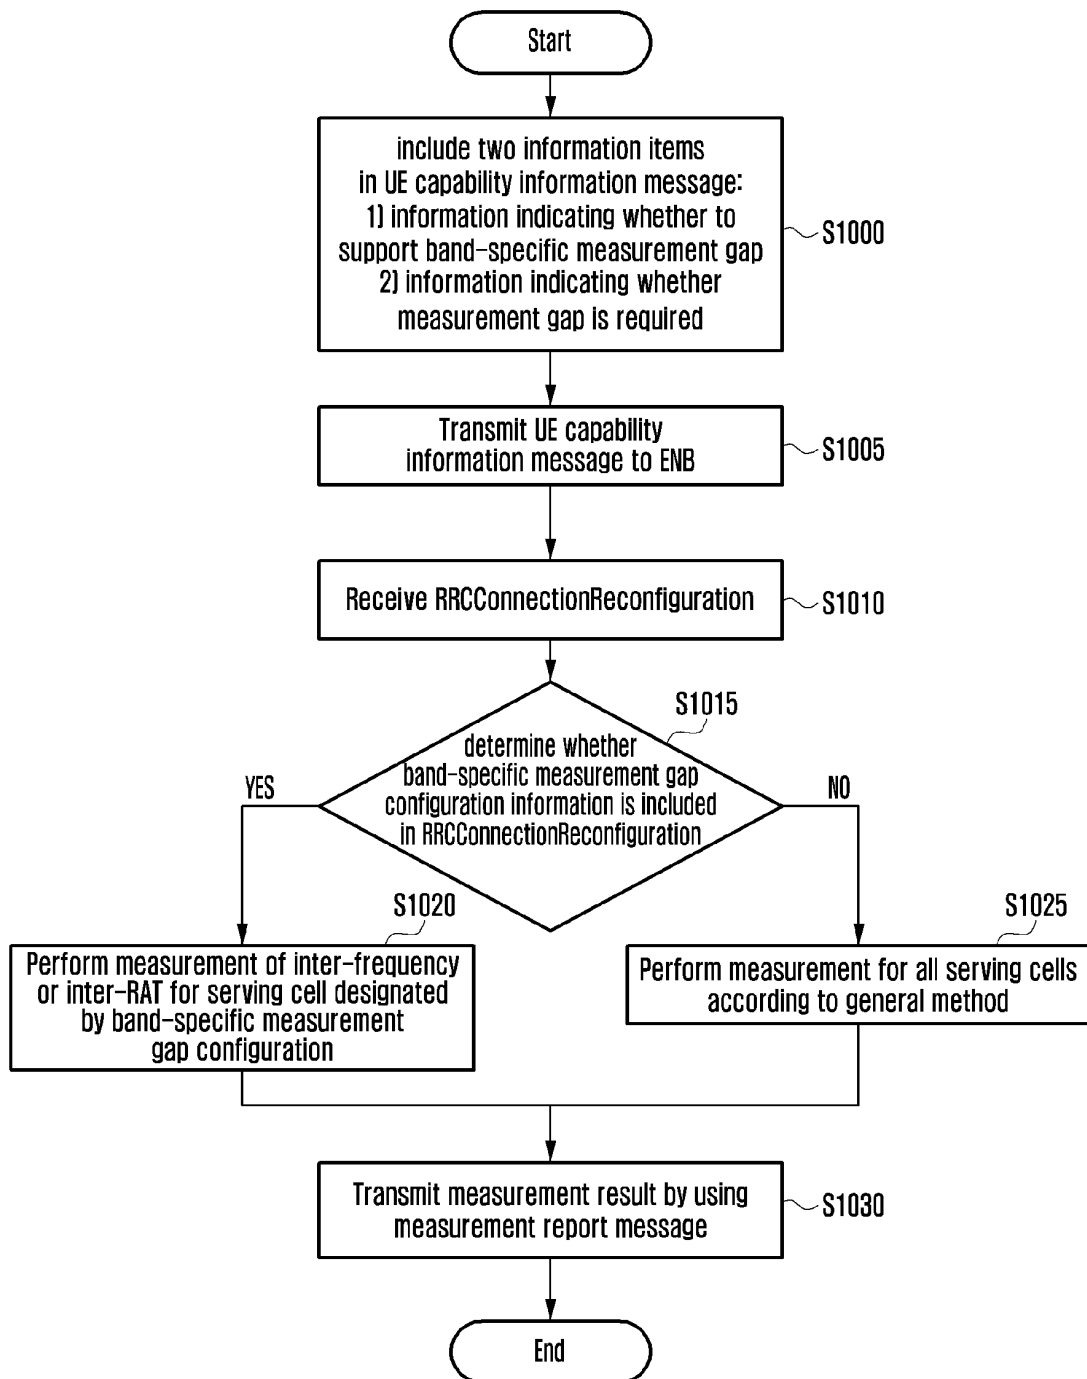 Start
include two information items
in UE capability information message:
1) information indicating whether to
support band-specific measurement gap
2) information indicating whether
measurement gap is required
S1000
Transmit UE capability
information message to ENB
S1005
Receive RRCConnectionReconfiguration
S1010
S1015
determine whether
band-specific measurement gap
configuration information is included
in RRCConnectionReconfiguration
YES
NO
S1020
Perform measurement of inter-frequency
or inter-RAT for serving cell designated
by band-specific measurement
gap configuration
S1025
Perform measurement for all serving cells
according to general method
Transmit measurement result by using
measurement report message
S1030
End